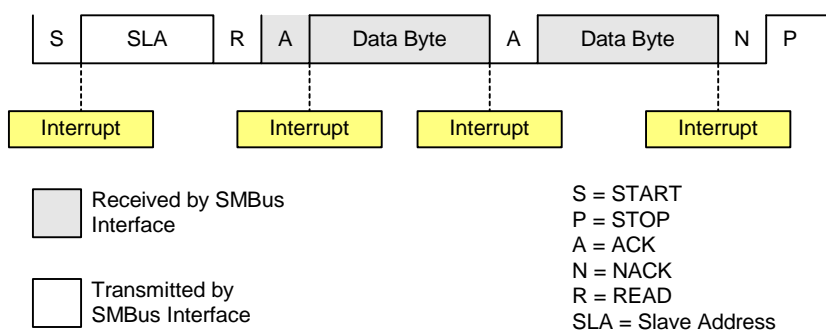 S SLA R A Data Byte A Data Byte N P
Interrupt Interrupt Interrupt Interrupt
Received by SMBus
Interface
Transmitted by
SMBus Interface
S = START
P = STOP
A = ACK
N = NACK
R = READ
SLA = Slave Address